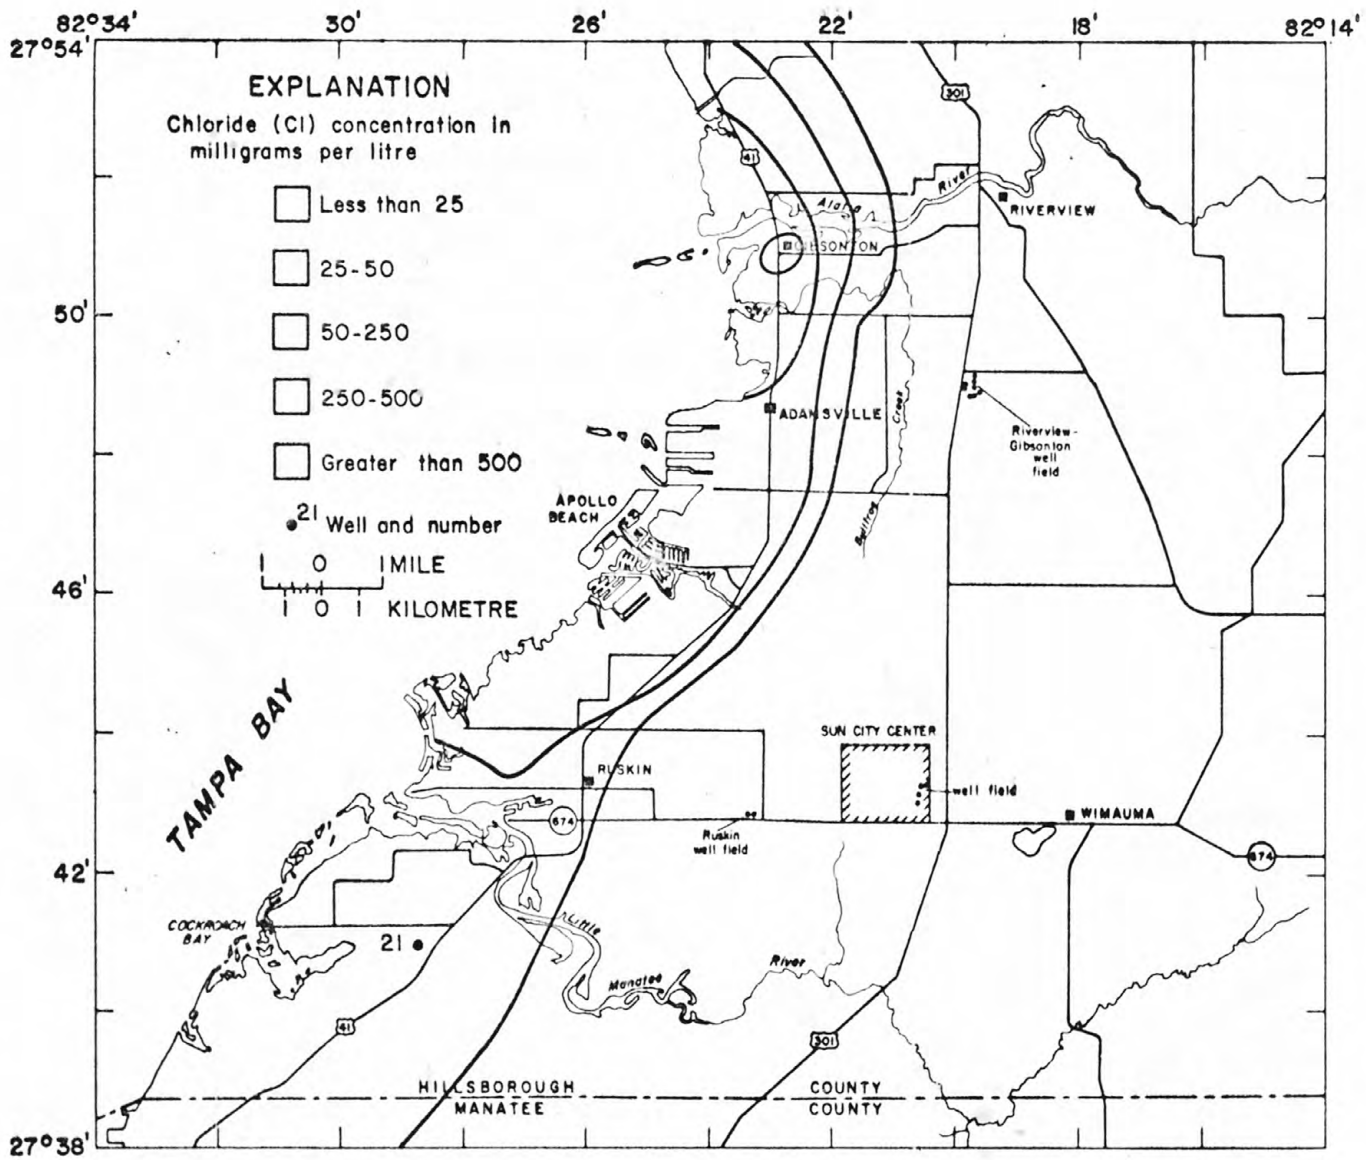 82°34' 30' 26' 22' 18' 82°14'
27°54'
EXPLANATION
Chloride (Cl) concentration in
milligrams per litre
Less than 25
25-50
50-250
250-500
Greater than 500
21 Well and number
1 0 1 MILE
1 0 1 KILOMETRE
50'
46'
42'
27°38'
301
41
Alafia River
RIVERVIEW
GIBSONTON
ADAMSVILLE
Riverview-
Gibsonton
well
field
Bullfrog Creek
APOLLO
BEACH
TAMPA BAY
SUN CITY CENTER
well field
RUSKIN
674
Ruskin
well field
WIMAUMA
674
COCKROACH
BAY
21
Little Manatee River
41
301
HILLSBOROUGH COUNTY
MANATEE COUNTY